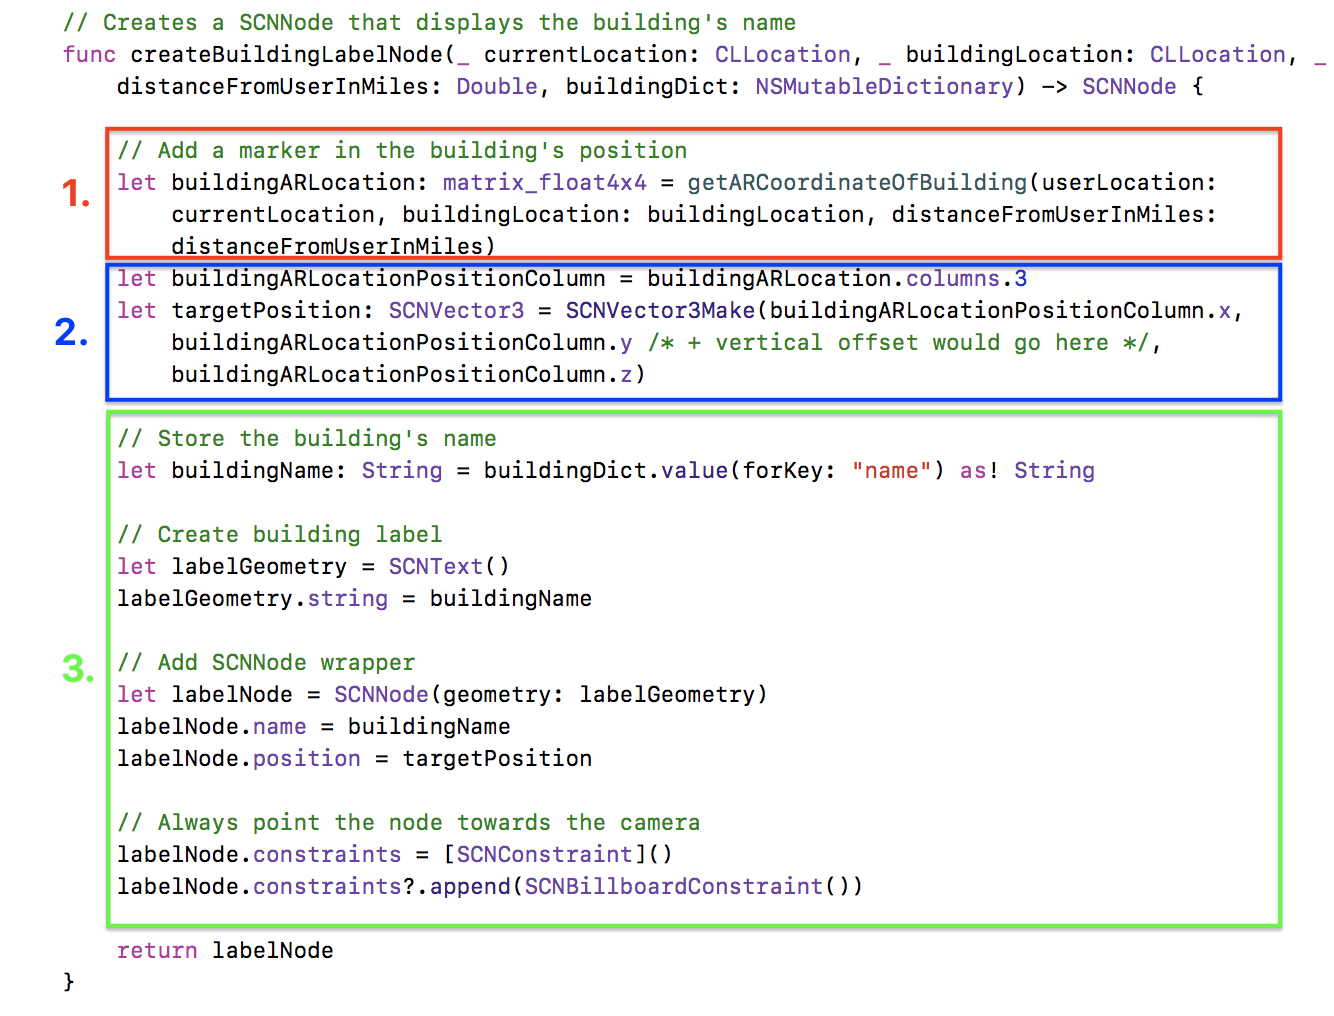 // Creates a SCNNode that displays the building's name
func createBuildingLabelNode(_ currentLocation: CLLocation, _ buildingLocation: CLLocation, _
distanceFromUserInMiles: Double, buildingDict: NSMutableDictionary) -> SCNNode {
1.
// Add a marker in the building's position
let buildingARLocation: matrix_float4x4 = getARCoordinateOfBuilding(userLocation:
currentLocation, buildingLocation: buildingLocation, distanceFromUserInMiles:
distanceFromUserInMiles)
2.
let buildingARLocationPositionColumn = buildingARLocation.columns.3
let targetPosition: SCNVector3 = SCNVector3Make(buildingARLocationPositionColumn.x,
buildingARLocationPositionColumn.y /* + vertical offset would go here */,
buildingARLocationPositionColumn.z)
3.
// Store the building's name
let buildingName: String = buildingDict.value(forKey: "name") as! String
// Create building label
let labelGeometry = SCNText()
labelGeometry.string = buildingName
// Add SCNNode wrapper
let labelNode = SCNNode(geometry: labelGeometry)
labelNode.name = buildingName
labelNode.position = targetPosition
// Always point the node towards the camera
labelNode.constraints = [SCNConstraint]()
labelNode.constraints?.append(SCNBillboardConstraint())
return labelNode
}